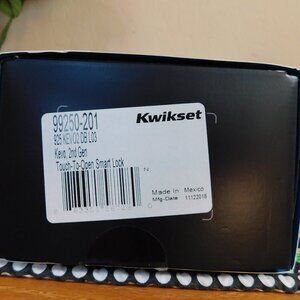 99250-201
925 KEVO2 DB L03
Kevo, 2nd Gen
Touch-To-Open Smart Lock
Kwikset
N
Made in Mexico
Mfg-Date 11122018